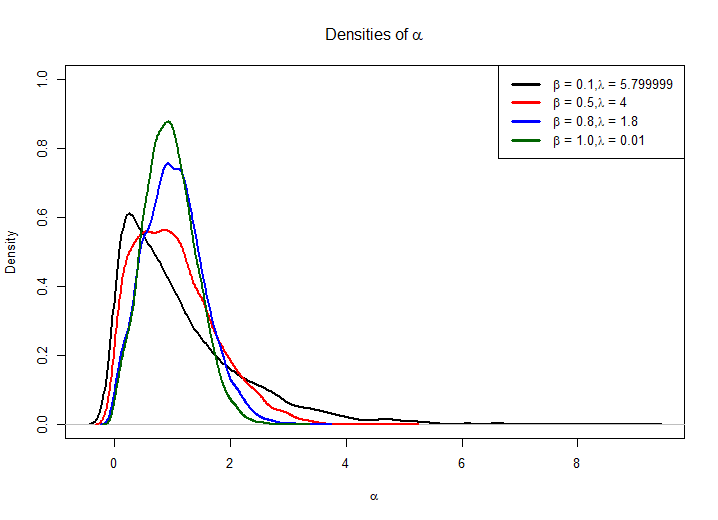 Densities of α
β = 0.1,λ = 5.799999
β = 0.5,λ = 4
β = 0.8,λ = 1.8
β = 1.0,λ = 0.01
Density
1.0
0.8
0.6
0.4
0.2
0.0
0 2 4 6 8
α